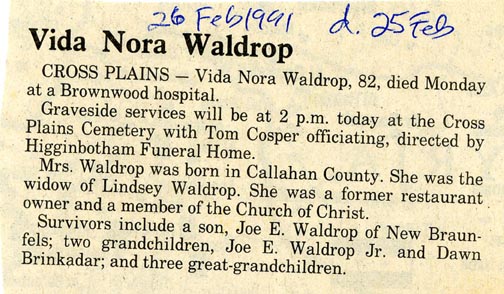 26 Feb 1991 d. 25 Feb
Vida Nora Waldrop
CROSS PLAINS — Vida Nora Waldrop, 82, died Monday
at a Brownwood hospital.
Graveside services will be at 2 p.m. today at the Cross
Plains Cemetery with Tom Cosper officiating, directed by
Higginbotham Funeral Home.
Mrs. Waldrop was born in Callahan County. She was the
widow of Lindsey Waldrop. She was a former restaurant
owner and a member of the Church of Christ.
Survivors include a son, Joe E. Waldrop of New Braun-
fels; two grandchildren, Joe E. Waldrop Jr. and Dawn
Brinkadar; and three great-grandchildren.